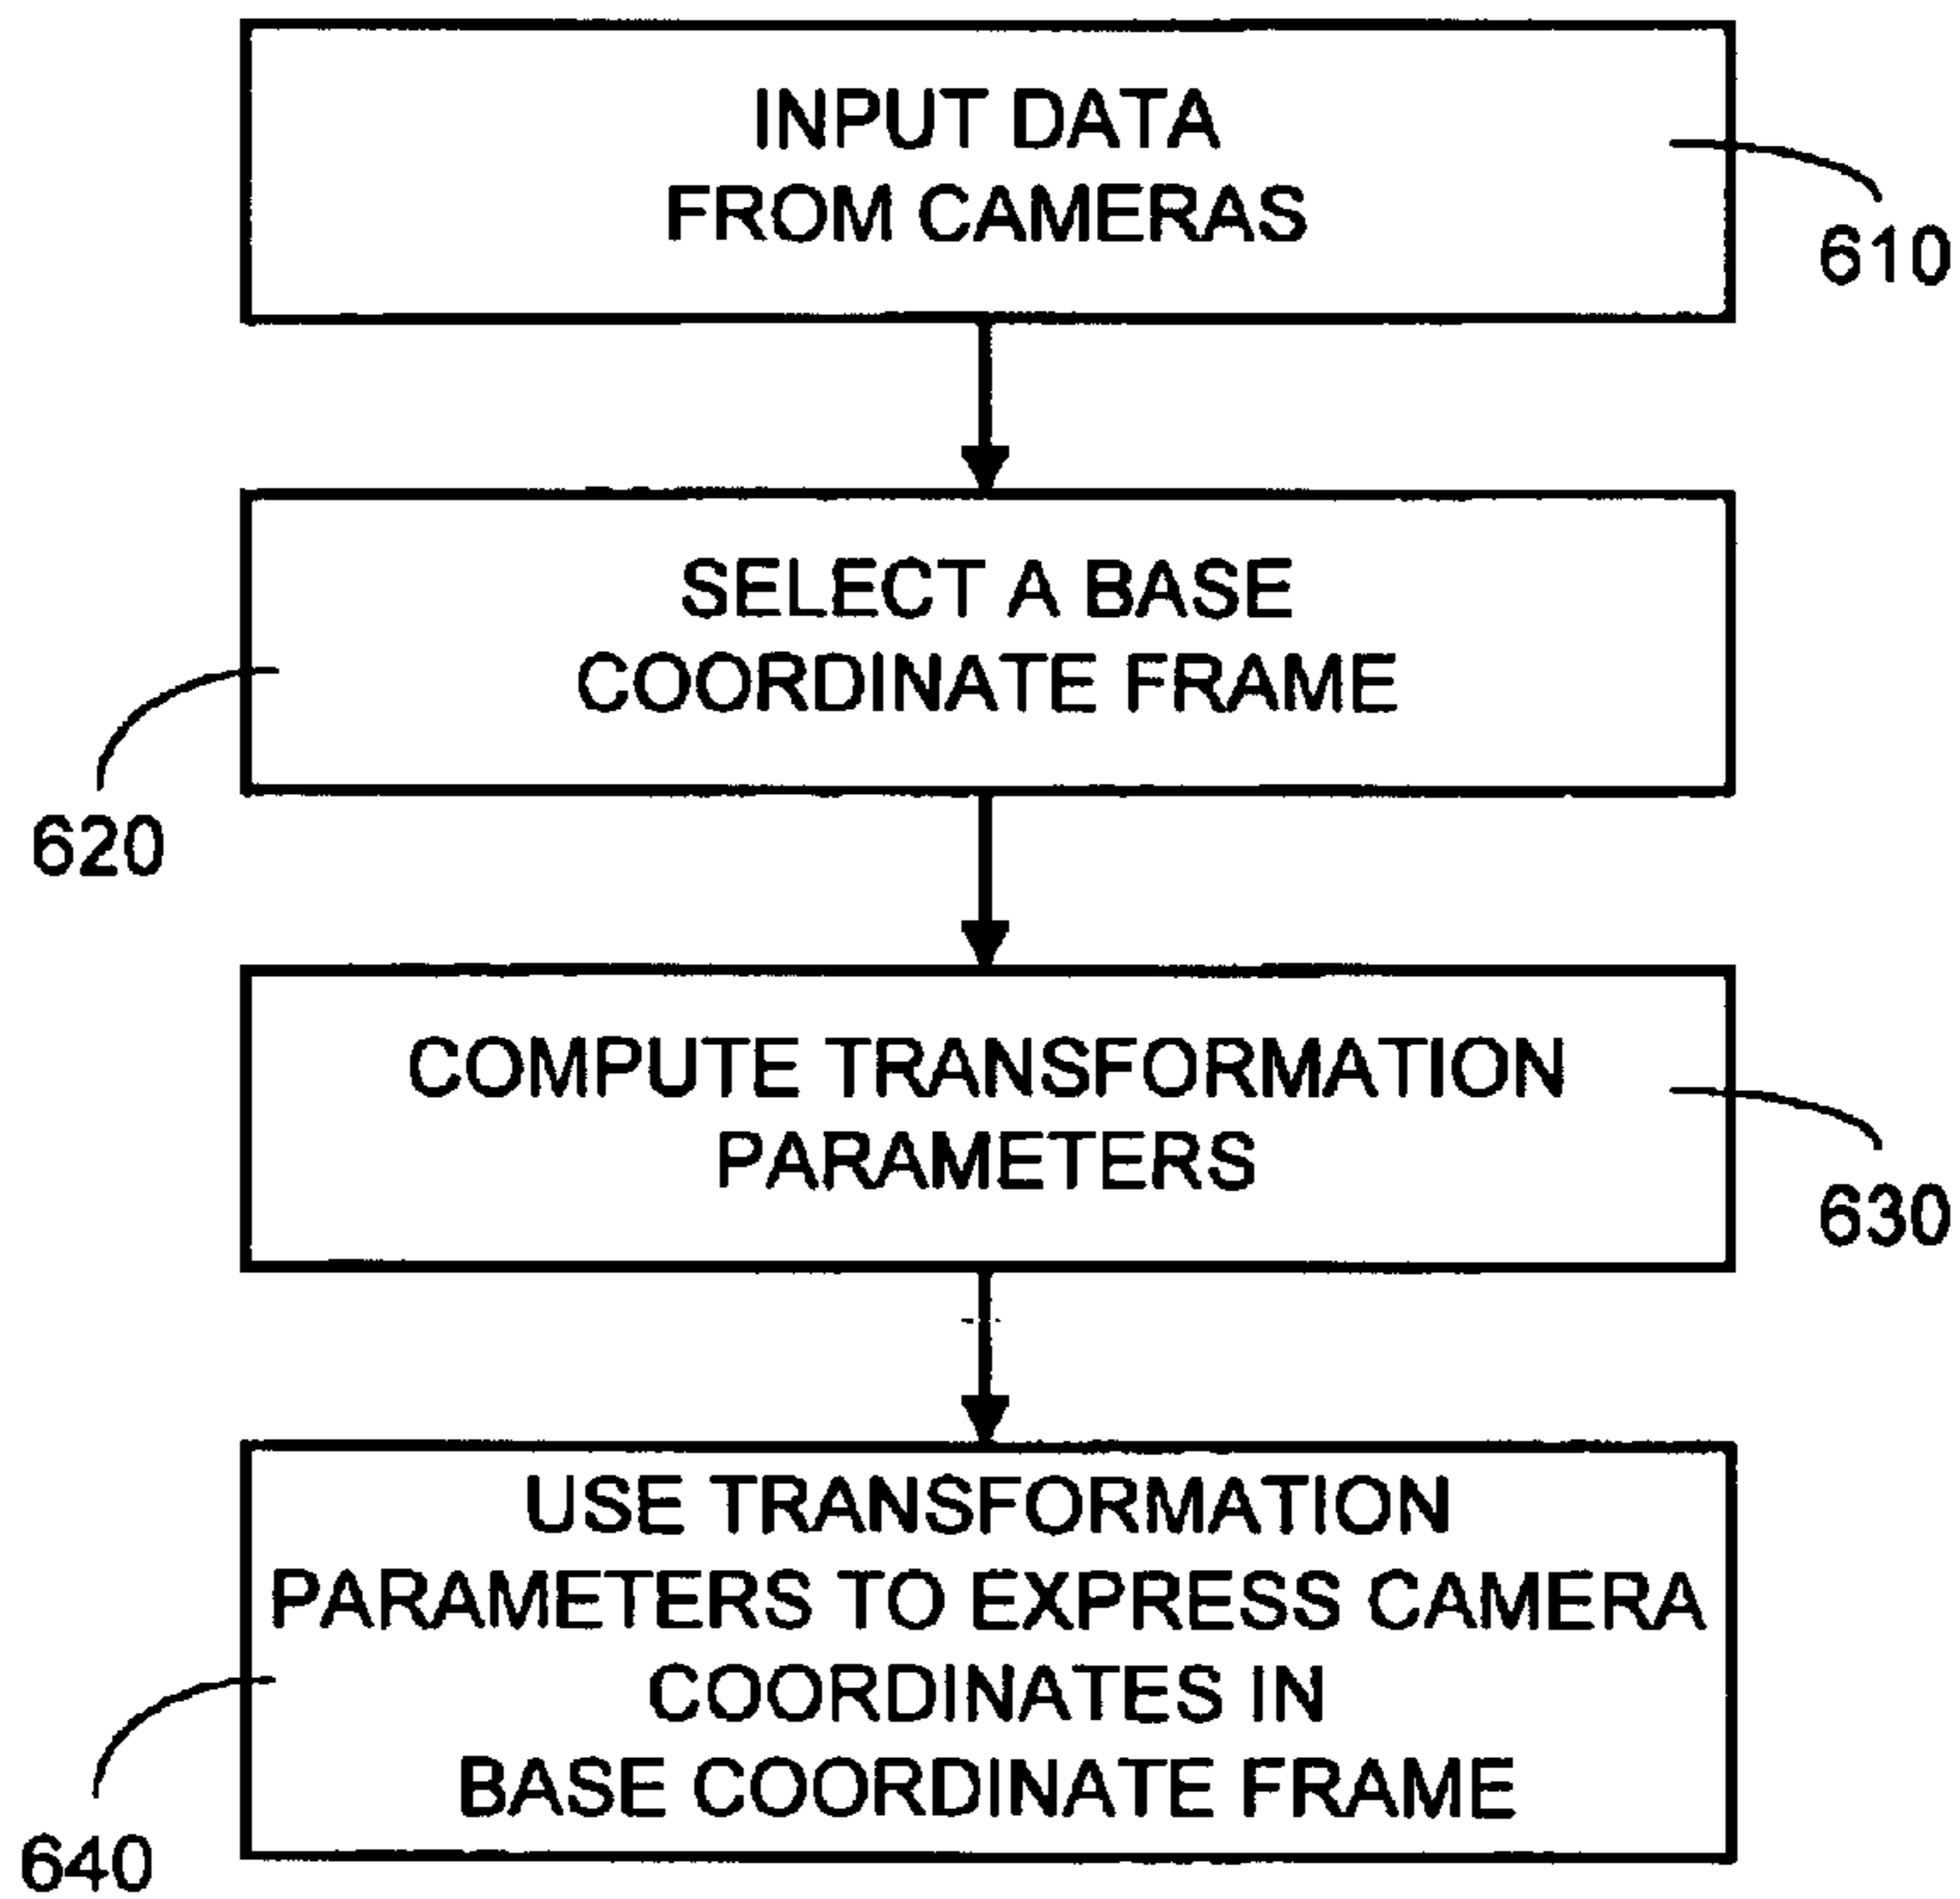 INPUT DATA
FROM CAMERAS
610
SELECT A BASE
COORDINATE FRAME
620
COMPUTE TRANSFORMATION
PARAMETERS
630
USE TRANSFORMATION
PARAMETERS TO EXPRESS CAMERA
COORDINATES IN
BASE COORDINATE FRAME
640